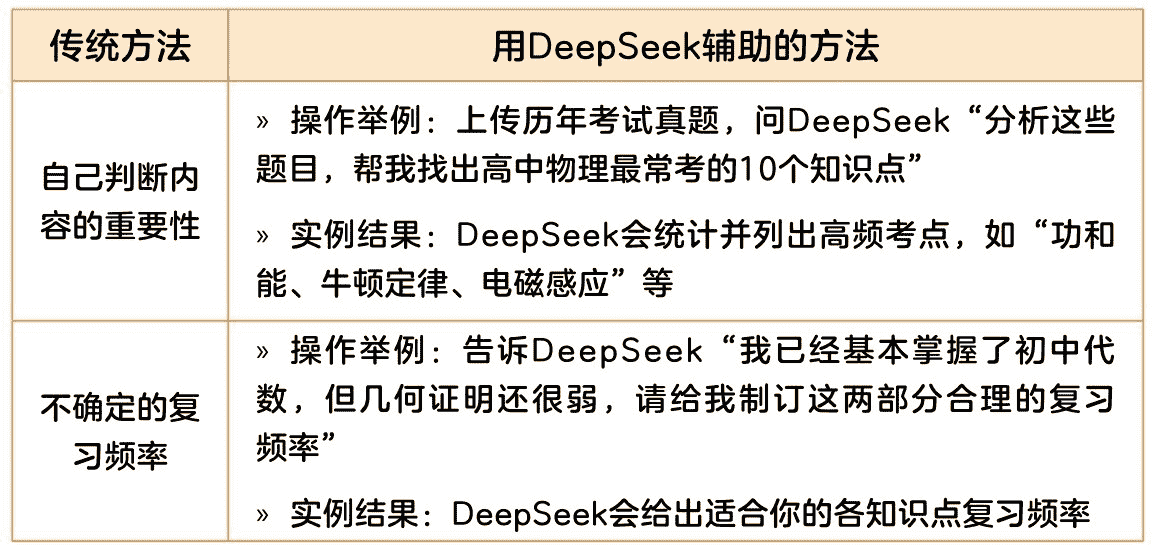 传统方法
用DeepSeek辅助的方法
自己判断内
容的重要性
» 操作举例：上传历年考试真题，问DeepSeek“分析这些
题目，帮我找出高中物理最常考的10个知识点”
» 实例结果：DeepSeek会统计并列出高频考点，如“功和
能、牛顿定律、电磁感应”等
不确定的复
习频率
» 操作举例：告诉DeepSeek“我已经基本掌握了初中代
数，但几何证明还很弱，请给我制订这两部分合理的复习
频率”
» 实例结果：DeepSeek会给出适合你的各知识点复习频率